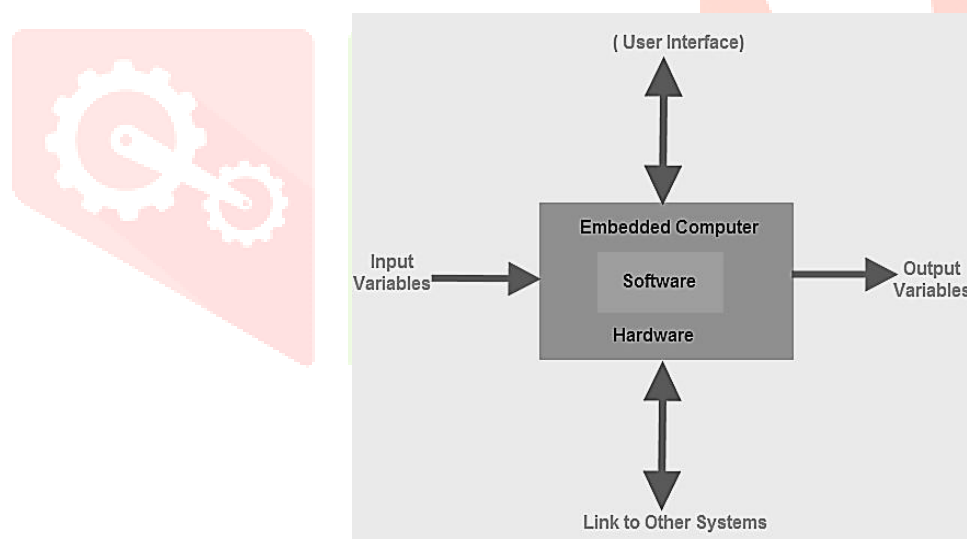 ( User Interface)
Embedded Computer
Input
Variables
Software
Output
Variables
Hardware
Link to Other Systems